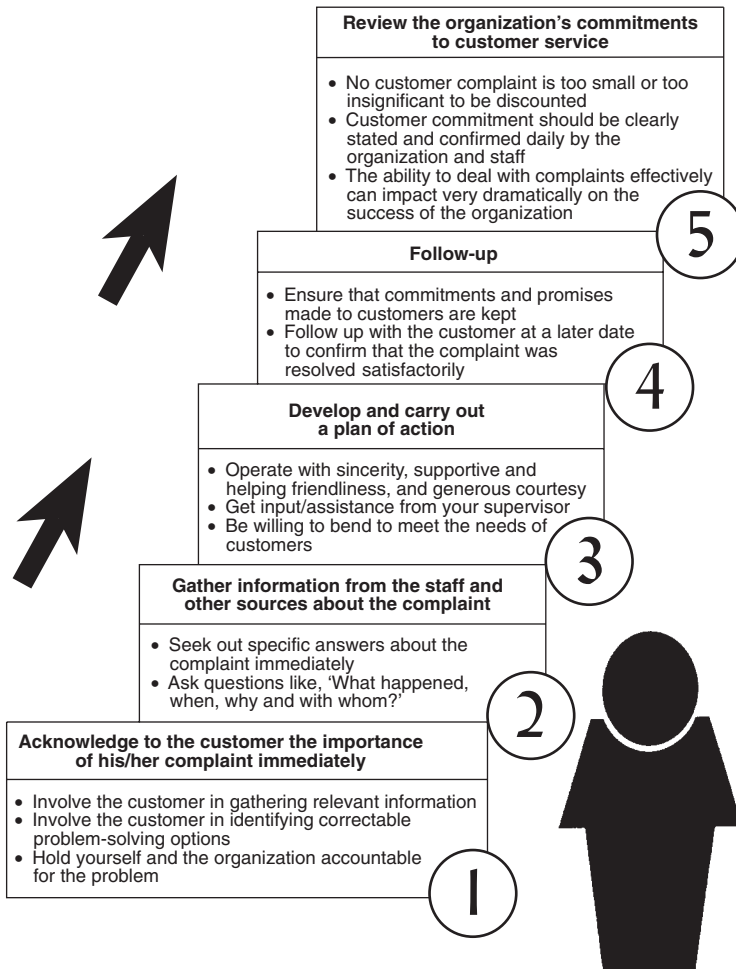 Review the organization's commitments
to customer service
• No customer complaint is too small or too
insignificant to be discounted
• Customer commitment should be clearly
stated and confirmed daily by the
organization and staff
• The ability to deal with complaints effectively
can impact very dramatically on the
success of the organization
5
Follow-up
• Ensure that commitments and promises
made to customers are kept
• Follow up with the customer at a later date
to confirm that the complaint was
resolved satisfactorily
4
Develop and carry out
a plan of action
• Operate with sincerity, supportive and
helping friendliness, and generous courtesy
• Get input/assistance from your supervisor
• Be willing to bend to meet the needs of
customers
3
Gather information from the staff and
other sources about the complaint
• Seek out specific answers about the
complaint immediately
• Ask questions like, 'What happened,
when, why and with whom?'
2
Acknowledge to the customer the importance
of his/her complaint immediately
• Involve the customer in gathering relevant information
• Involve the customer in identifying correctable
problem-solving options
• Hold yourself and the organization accountable
for the problem
1